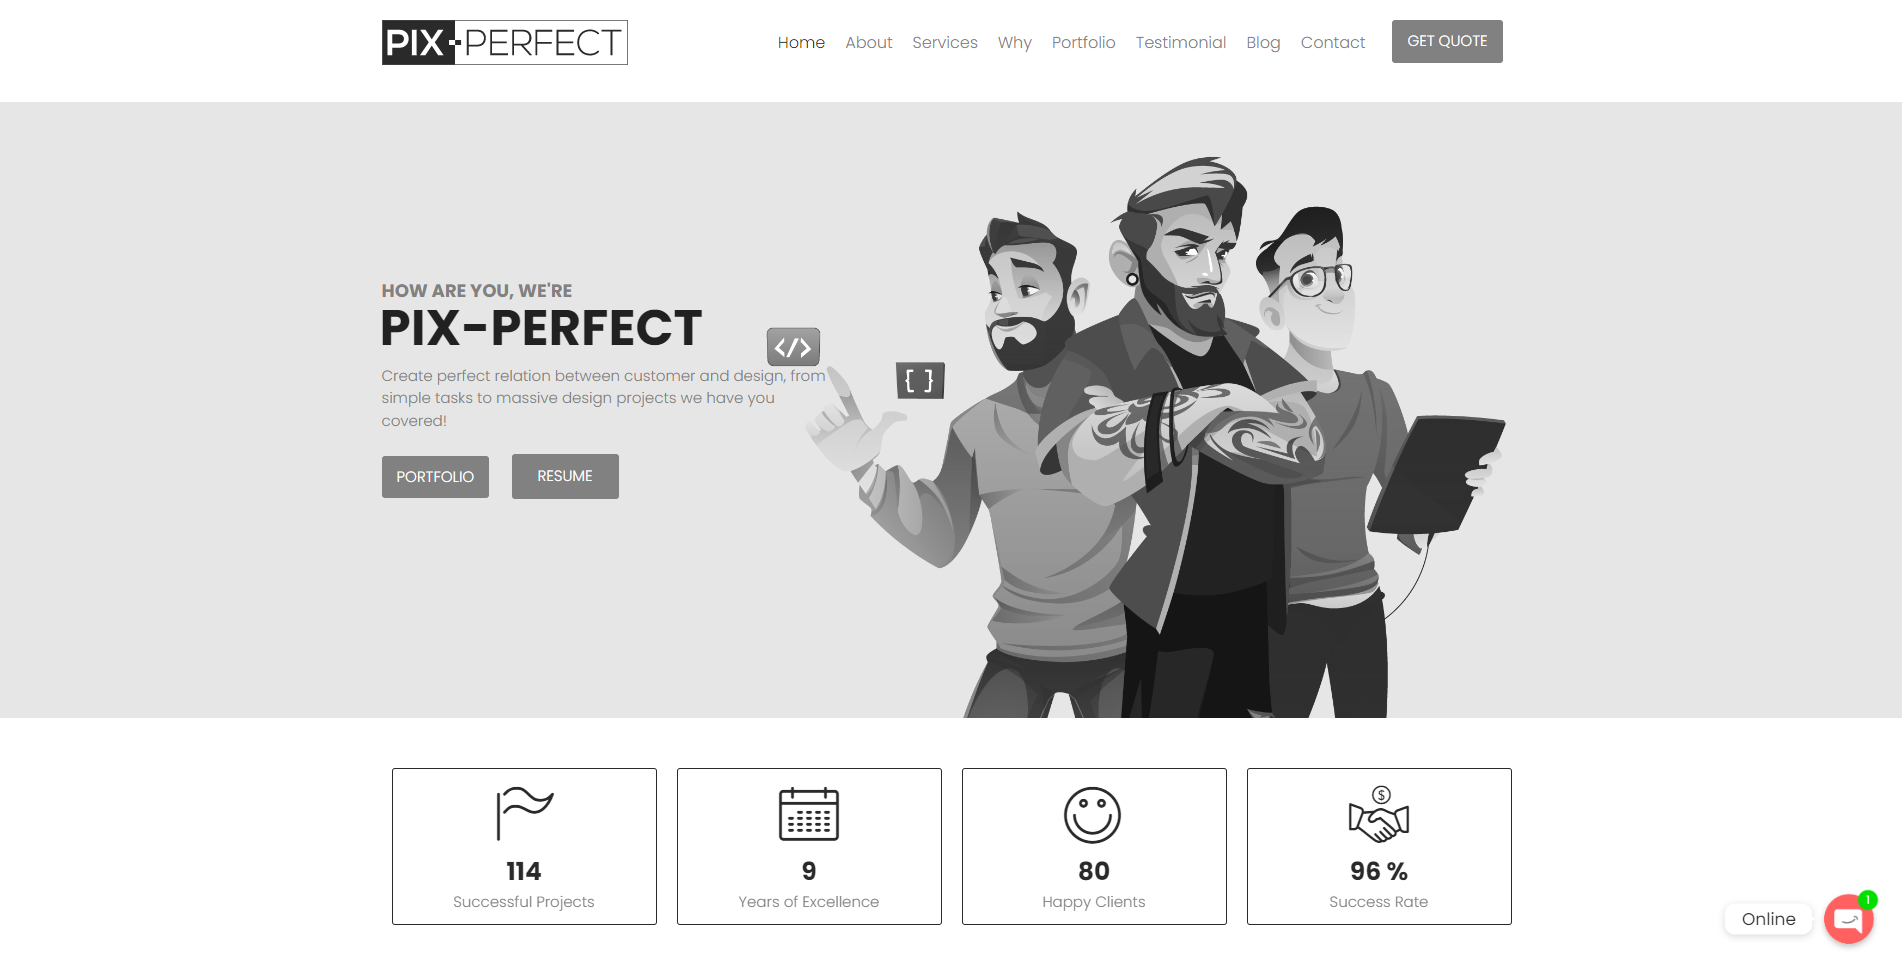 PIX-PERFECT
Home About Services Why Portfolio Testimonial Blog Contact GET QUOTE
HOW ARE YOU, WE'RE
PIX-PERFECT
Create perfect relation between customer and design, from
simple tasks to massive design projects we have you
covered!
PORTFOLIO RESUME
</>
{ }
$
114
Successful Projects
9
Years of Excellence
80
Happy Clients
96 %
Success Rate
Online
1